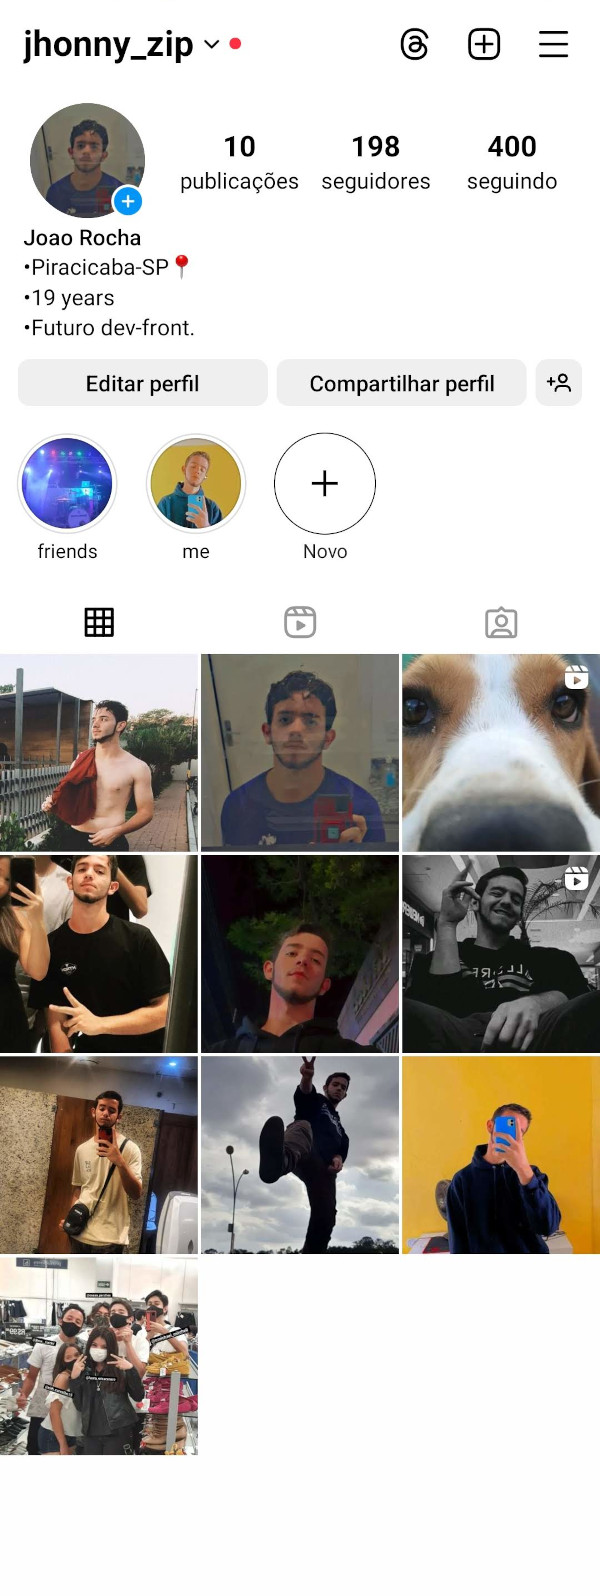 jhonny_zip
10
198
400
publicações
seguidores
seguindo
Joao Rocha
•Piracicaba-SP📍
•19 years
•Futuro dev-front.
Editar perfil
Compartilhar perfil
friends
me
Novo